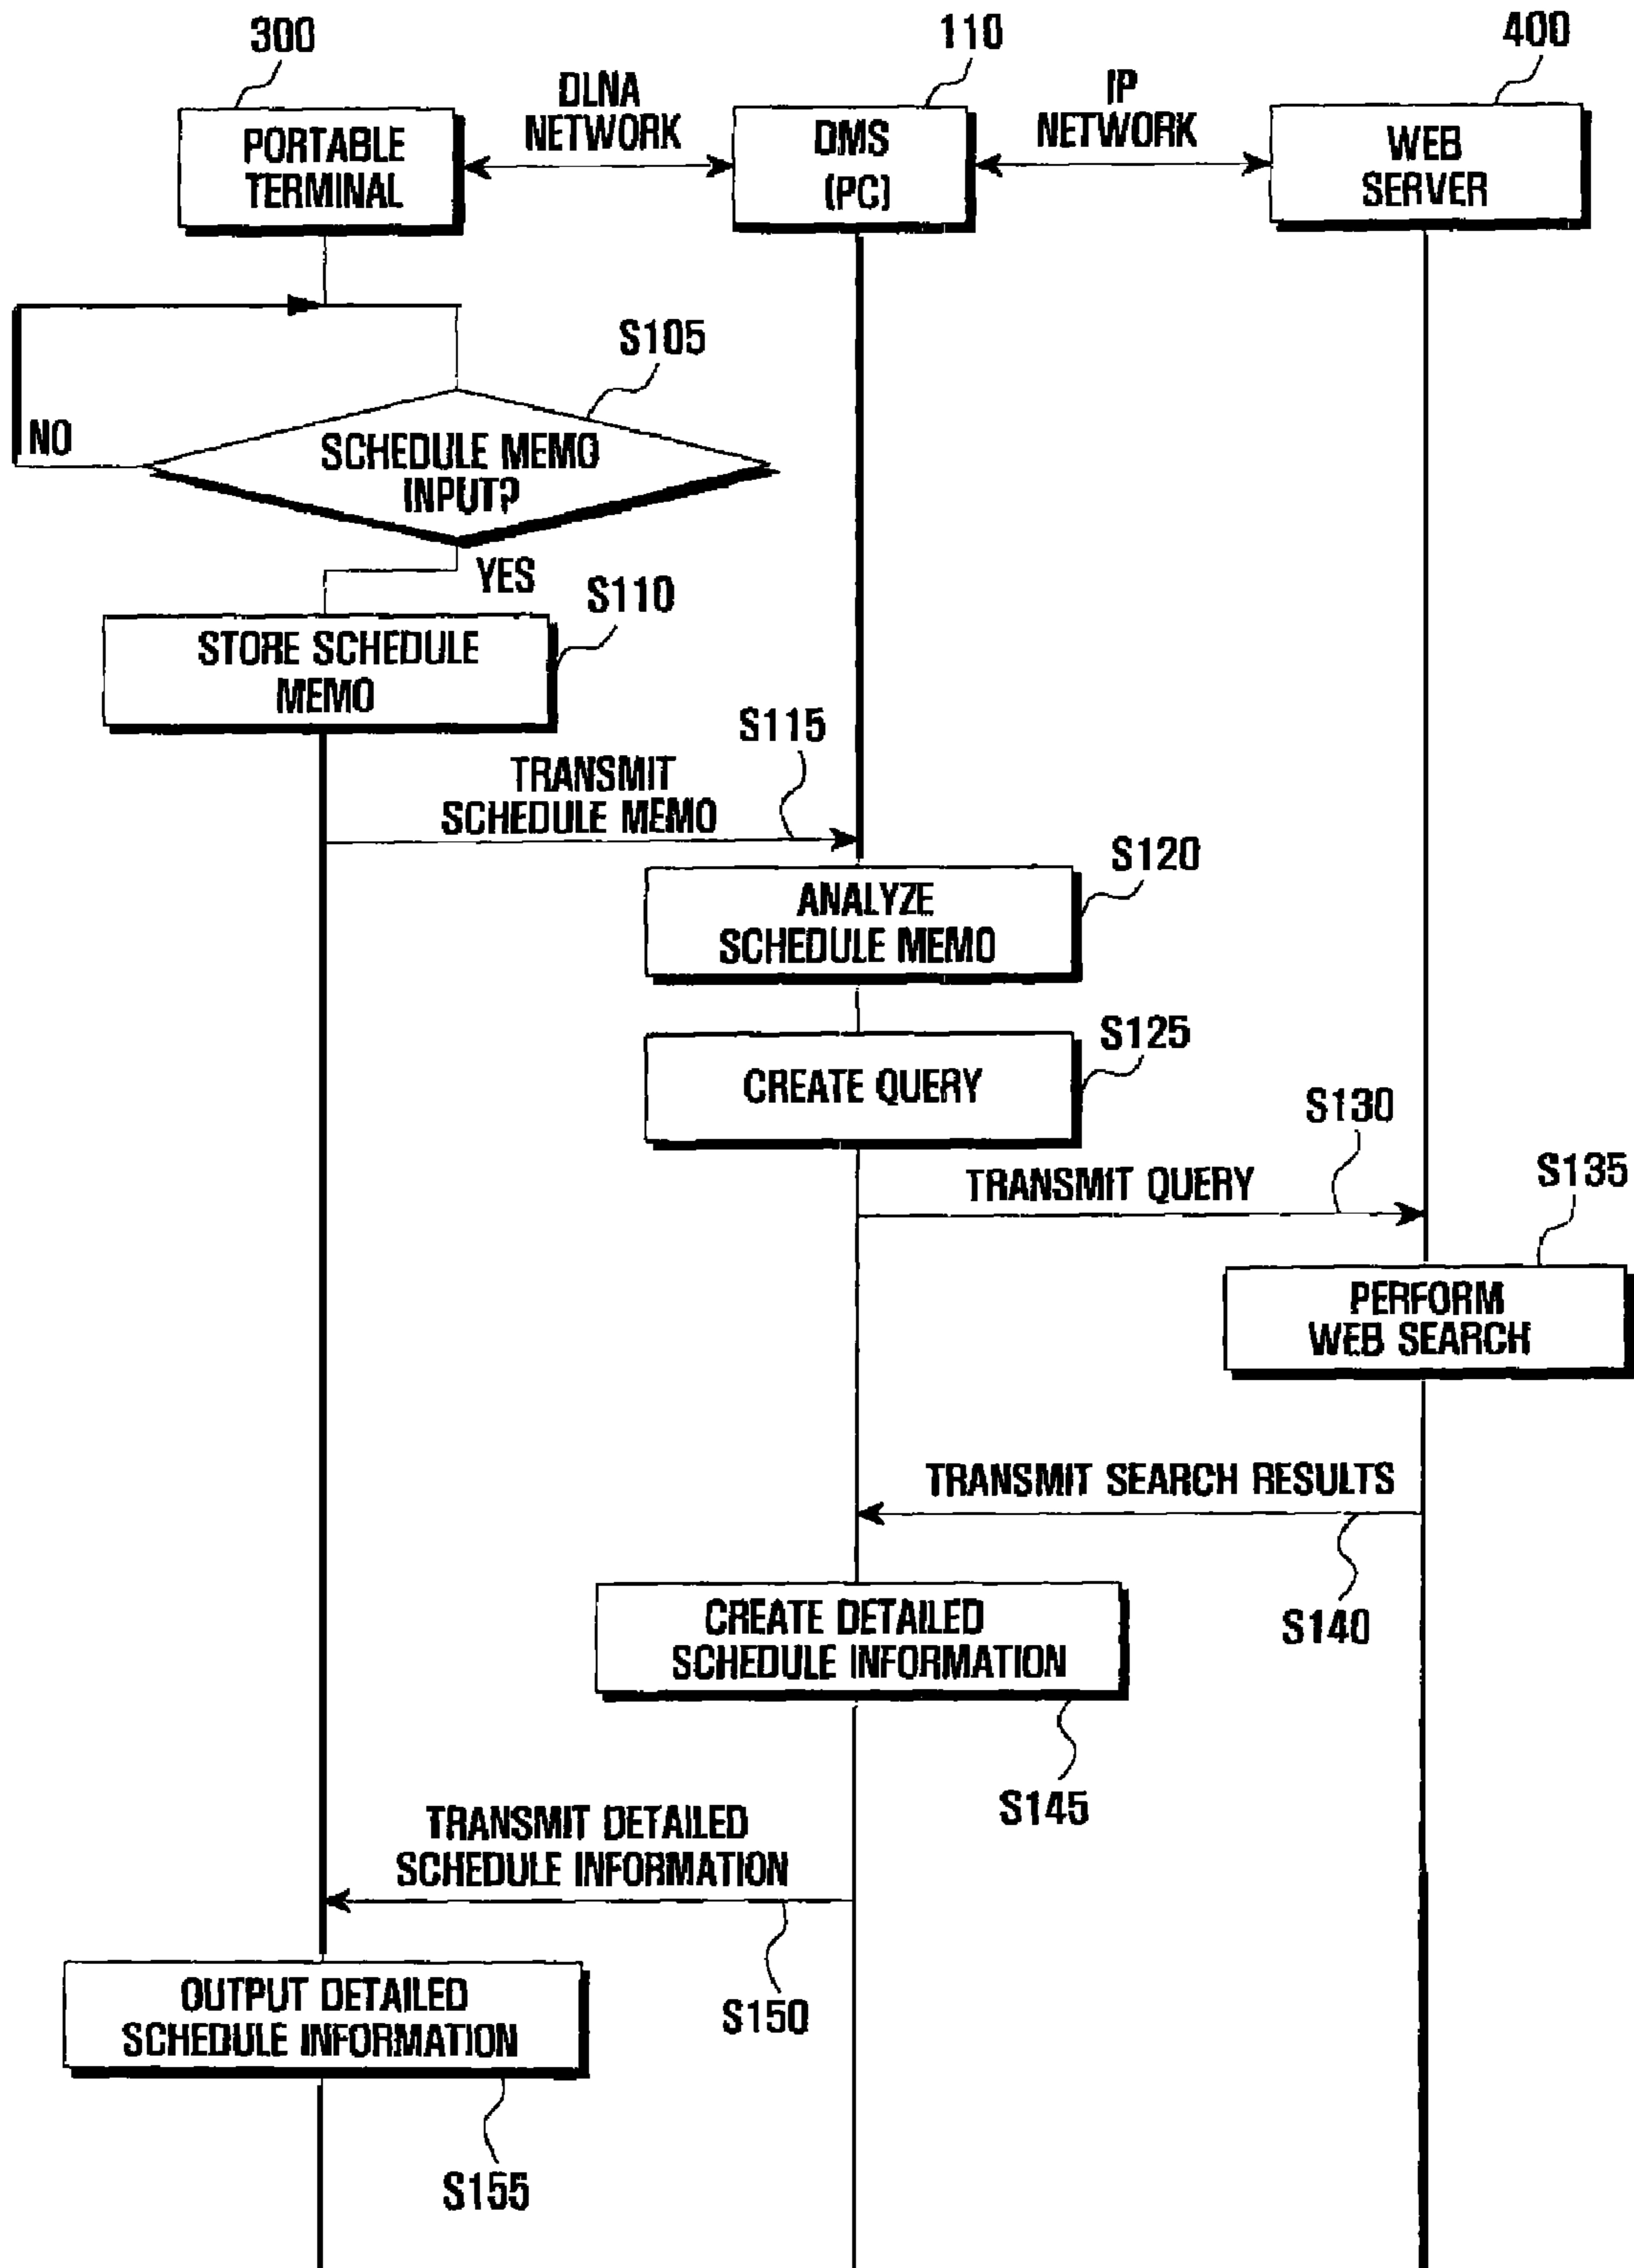 300
110
400
DLNA
NETWORK
IP
NETWORK
PORTABLE
TERMINAL
DMS
(PC)
WEB
SERVER
S105
NO
SCHEDULE MEMO
INPUT?
YES
S110
STORE SCHEDULE
MEMO
S115
TRANSMIT
SCHEDULE MEMO
S120
ANALYZE
SCHEDULE MEMO
S125
CREATE QUERY
S130
TRANSMIT QUERY
S135
PERFORM
WEB SEARCH
TRANSMIT SEARCH RESULTS
S140
CREATE DETAILED
SCHEDULE INFORMATION
S145
TRANSMIT DETAILED
SCHEDULE INFORMATION
S150
OUTPUT DETAILED
SCHEDULE INFORMATION
S155